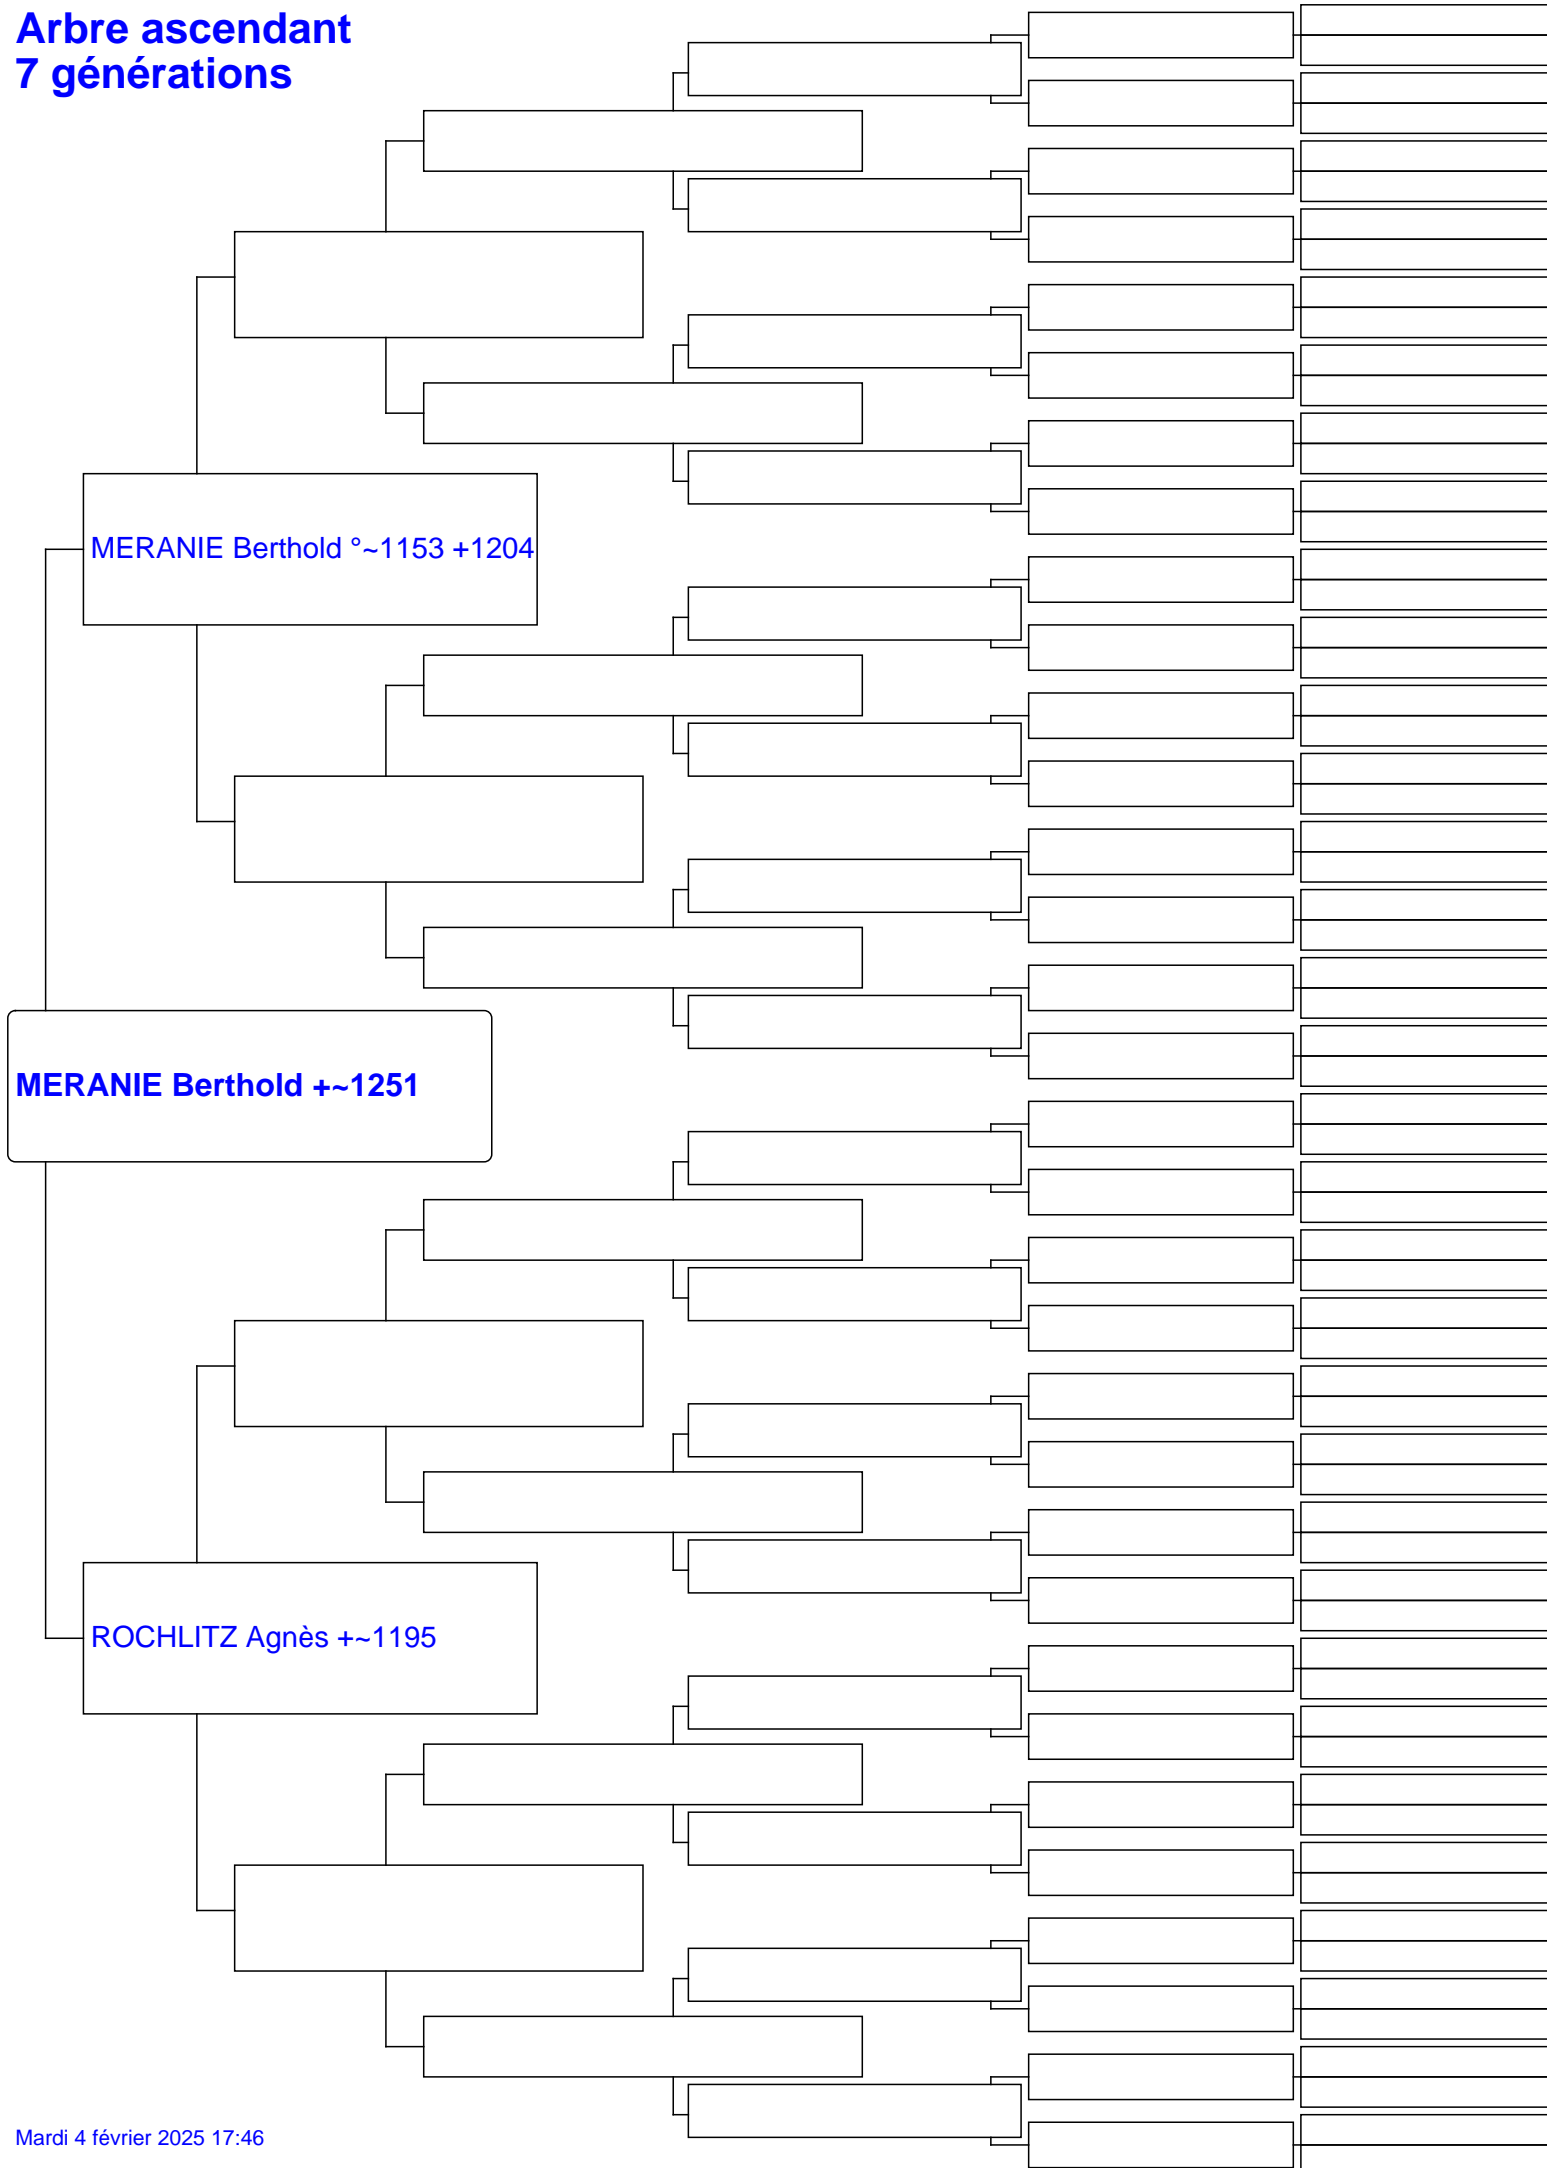 Arbre ascendant
7 générations
MERANIE Berthold °~1153 +1204
MERANIE Berthold +~1251
ROCHLITZ Agnès +~1195
Mardi 4 février 2025 17:46